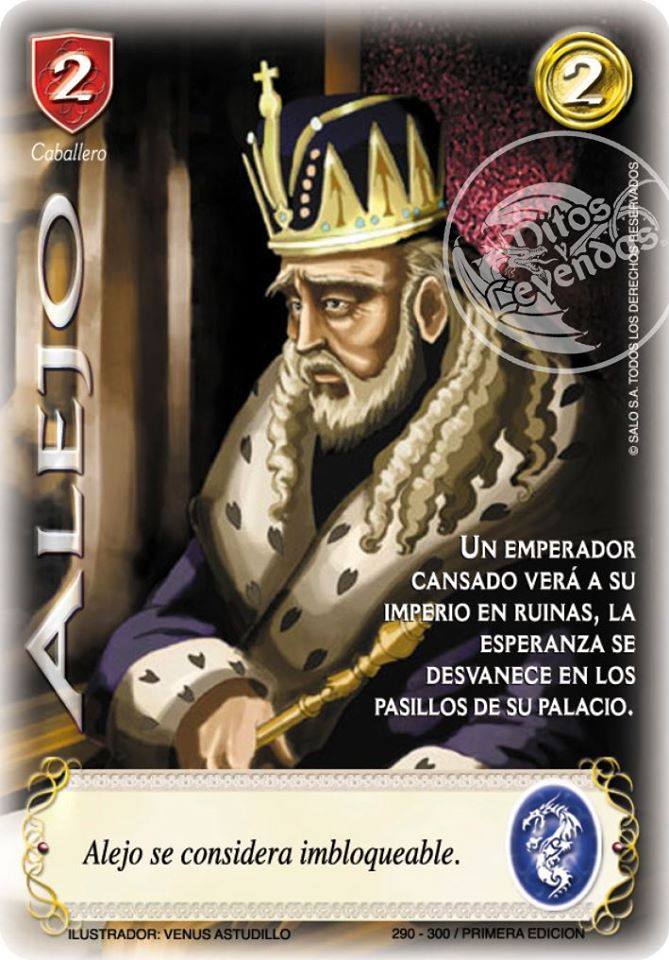 2
Caballero
2
ALEJO
Mitos
y
Leyendas
© SALO S.A. TODOS LOS DERECHOS RESERVADOS
UN EMPERADOR
CANSADO VERÁ A SU
IMPERIO EN RUINAS, LA
ESPERANZA SE
DESVANECE EN LOS
PASILLOS DE SU PALACIO.
Alejo se considera imbloqueable.
ILUSTRADOR: VENUS ASTUDILLO
290 - 300 / PRIMERA EDICION